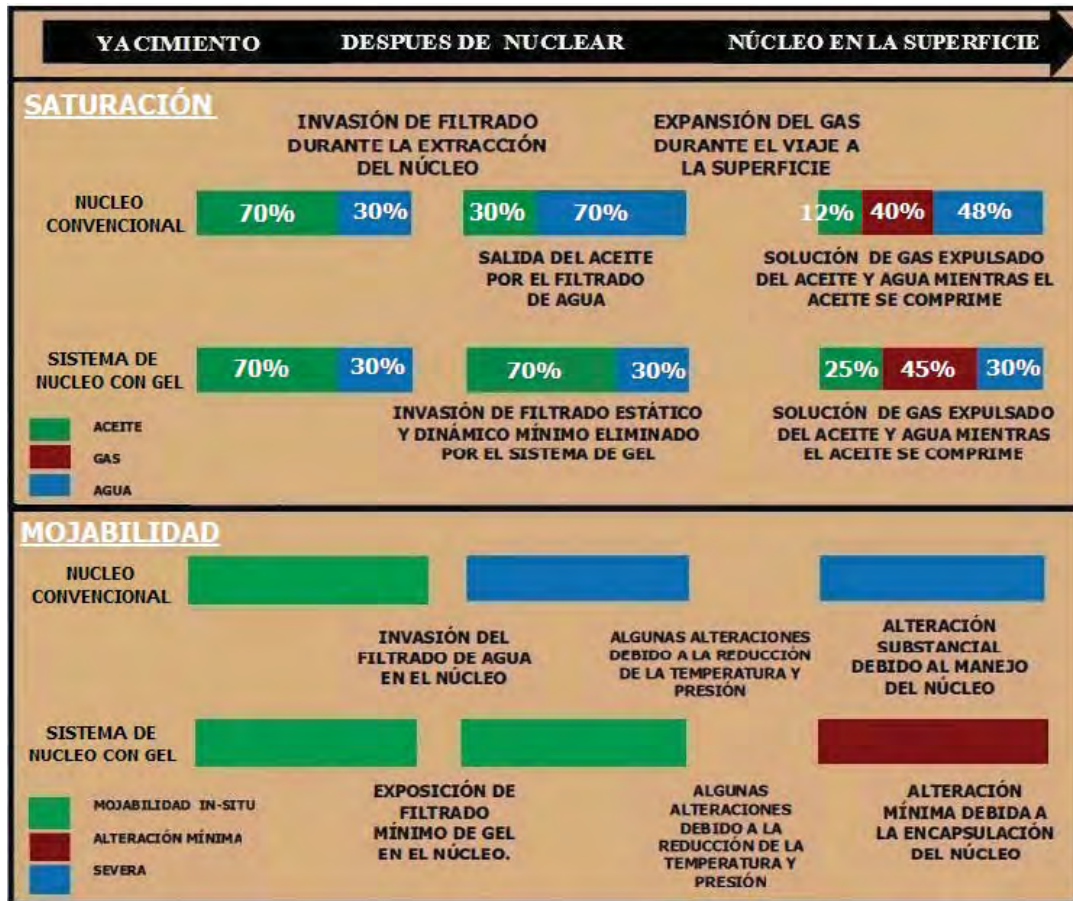 YACIMIENTO
DESPUES DE NUCLEAR
NÚCLEO EN LA SUPERFICIE
SATURACIÓN
INVASIÓN DE FILTRADO
DURANTE LA EXTRACCIÓN
DEL NÚCLEO
EXPANSIÓN DEL GAS
DURANTE EL VIAJE A
LA SUPERFICIE
NUCLEO
CONVENCIONAL
70%
30%
30%
70%
12%
40%
48%
SALIDA DEL ACEITE
POR EL FILTRADO
DE AGUA
SOLUCIÓN DE GAS EXPULSADO
DEL ACEITE Y AGUA MIENTRAS EL
ACEITE SE COMPRIME
SISTEMA DE
NUCLEO CON GEL
70%
30%
70%
30%
25%
45%
30%
INVASIÓN DE FILTRADO ESTÁTICO
Y DINÁMICO MÍNIMO ELIMINADO
POR EL SISTEMA DE GEL
SOLUCIÓN DE GAS EXPULSADO
DEL ACEITE Y AGUA MIENTRAS
EL ACEITE SE COMPRIME
ACEITE
GAS
AGUA
MOJABILIDAD
NUCLEO
CONVENCIONAL
INVASIÓN DEL
FILTRADO DE AGUA
EN EL NÚCLEO
ALGUNAS ALTERACIONES
DEBIDO A LA REDUCCIÓN
DE LA TEMPERATURA Y
PRESIÓN
ALTERACIÓN
SUBSTANCIAL
DEBIDO AL MANEJO
DEL NÚCLEO
SISTEMA DE
NUCLEO CON GEL
EXPOSICIÓN DE
FILTRADO
MÍNIMO DE GEL
EN EL NÚCLEO.
ALGUNAS
ALTERACIONES
DEBIDO A LA
REDUCCIÓN DE LA
TEMPERATURA Y
PRESIÓN
ALTERACIÓN
MÍNIMA DEBIDA A
LA ENCAPSULACIÓN
DEL NÚCLEO
MOJABILIDAD IN-SITU
ALTERACIÓN MÍNIMA
SEVERA